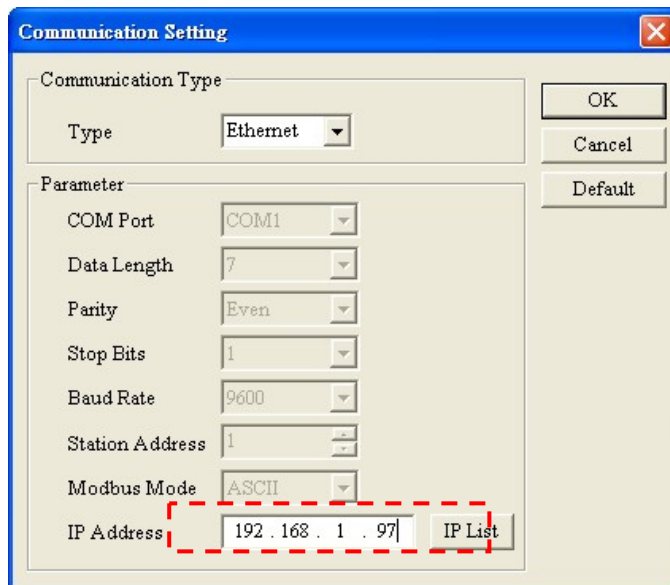 Communication Setting
Communication Type
Type Ethernet
OK
Cancel
Default
Parameter
COM Port COM1
Data Length 7
Parity Even
Stop Bits 1
Baud Rate 9600
Station Address 1
Modbus Mode ASCII
IP Address 192 . 168 . 1 . 97 IP List